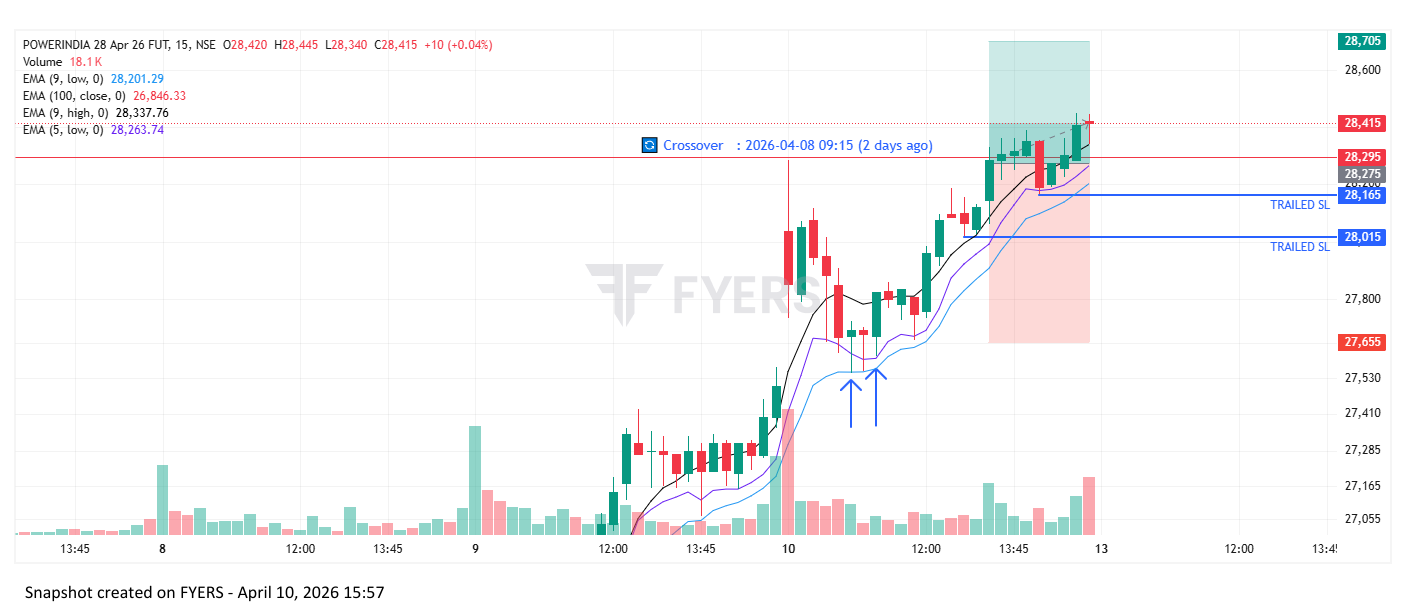 POWERINDIA 28 Apr 26 FUT, 15, NSE O28,420 H28,445 L28,340 C28,415 +10 (+0.04%)
Volume 18.1 K
EMA (9, low, 0) 28,201.29
EMA (100, close, 0) 26,846.33
EMA (9, high, 0) 28,337.76
EMA (5, low, 0) 28,263.74
Crossover : 2026-04-08 09:15 (2 days ago)
28,705
28,600
28,415
28,295
28,275
28,200
28,165
TRAILED SL
28,015
TRAILED SL
FYERS
27,800
27,655
27,530
27,410
27,285
27,165
27,055
13:45 8 12:00 13:45 9 12:00 13:45 10 12:00 13:45 13 12:00 13:4
Snapshot created on FYERS - April 10, 2026 15:57